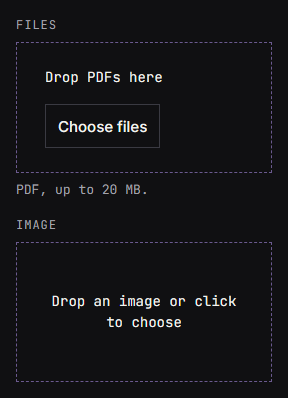 FILES
Drop PDFs here
Choose files
PDF, up to 20 MB.
IMAGE
Drop an image or click
to choose